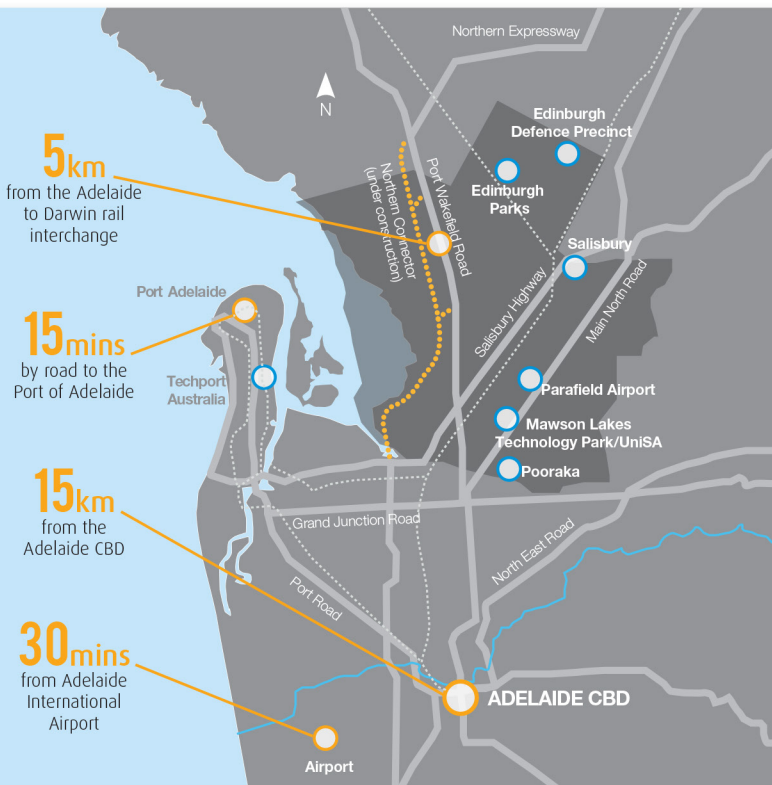 Northern Expressway
N
Edinburgh
Defence Precinct
Edinburgh
Parks
Port Wakefield Road
Northern Connector
(under construction)
5km
from the Adelaide
to Darwin rail
interchange
Salisbury
Salisbury Highway
Main North Road
Port Adelaide
15mins
by road to the
Port of Adelaide
Techport
Australia
Parafield Airport
Mawson Lakes
Technology Park/UniSA
Pooraka
15km
from the
Adelaide CBD
Grand Junction Road
North East Road
Port Road
30mins
from Adelaide
International
Airport
ADELAIDE CBD
Airport